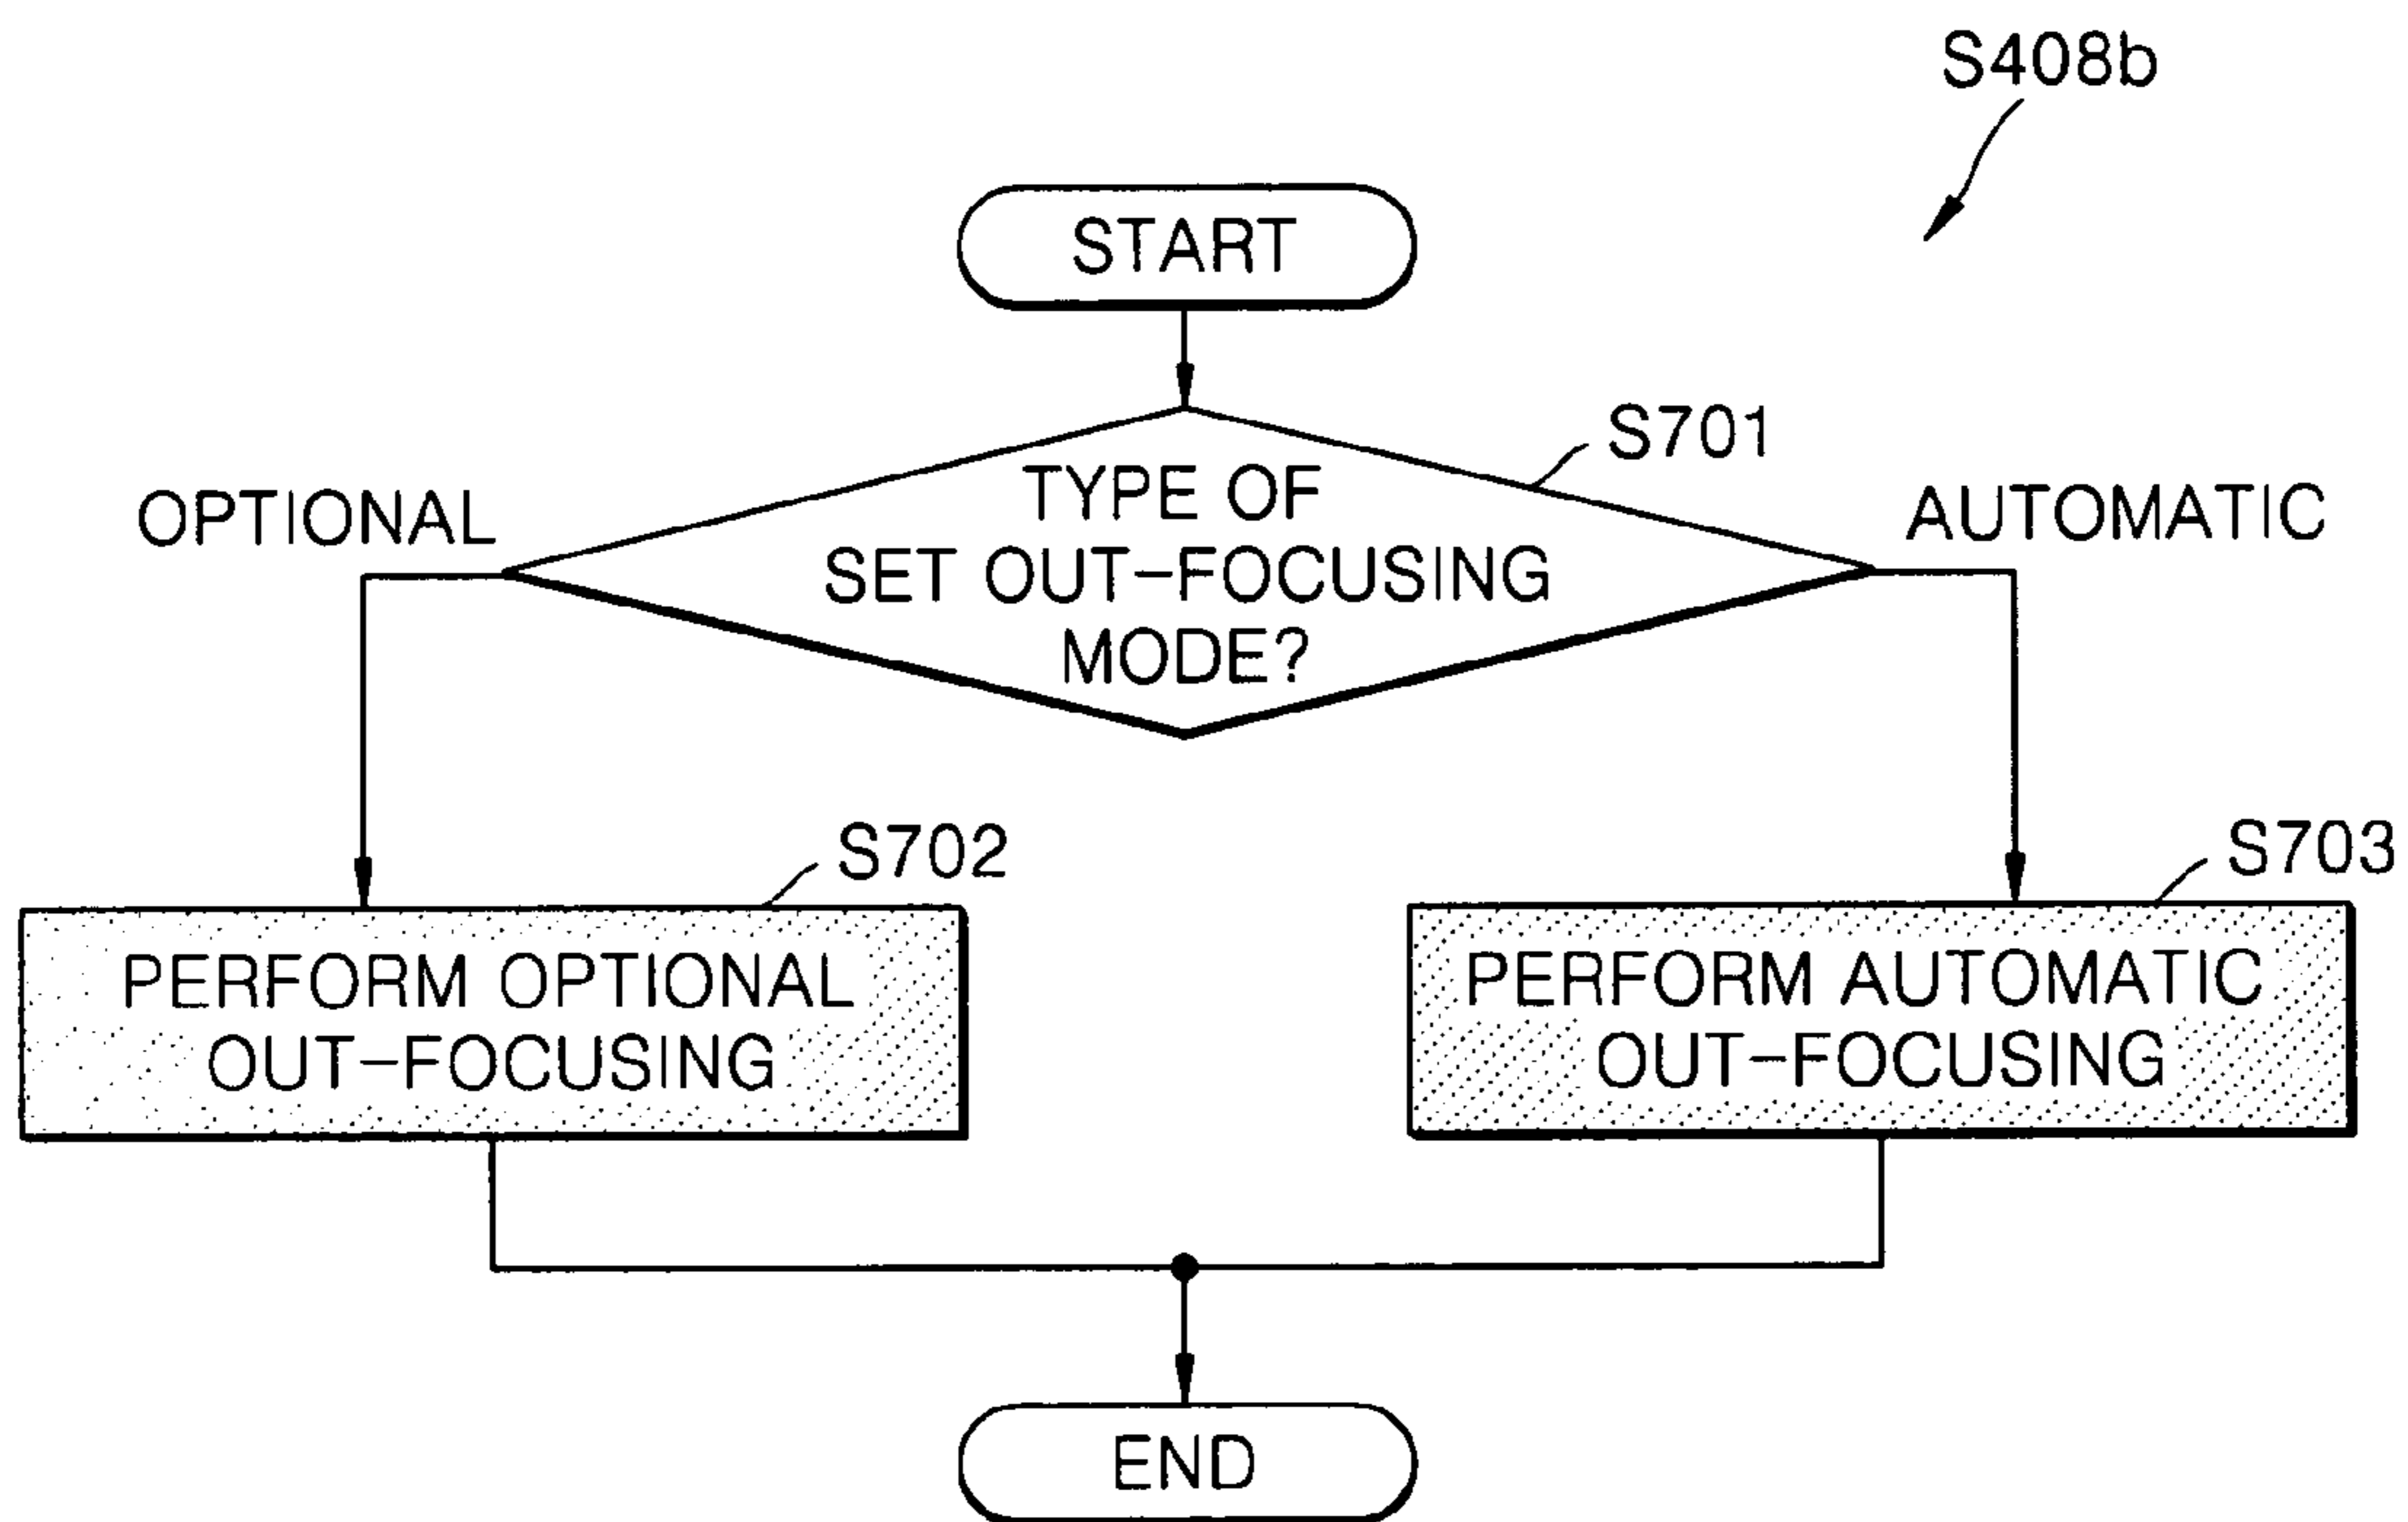 S408b
START
S701
TYPE OF
OPTIONAL
AUTOMATIC
SET OUT-FOCUSING
MODE?
S702
S703
PERFORM OPTIONAL
OUT-FOCUSING
PERFORM AUTOMATIC
OUT-FOCUSING
END